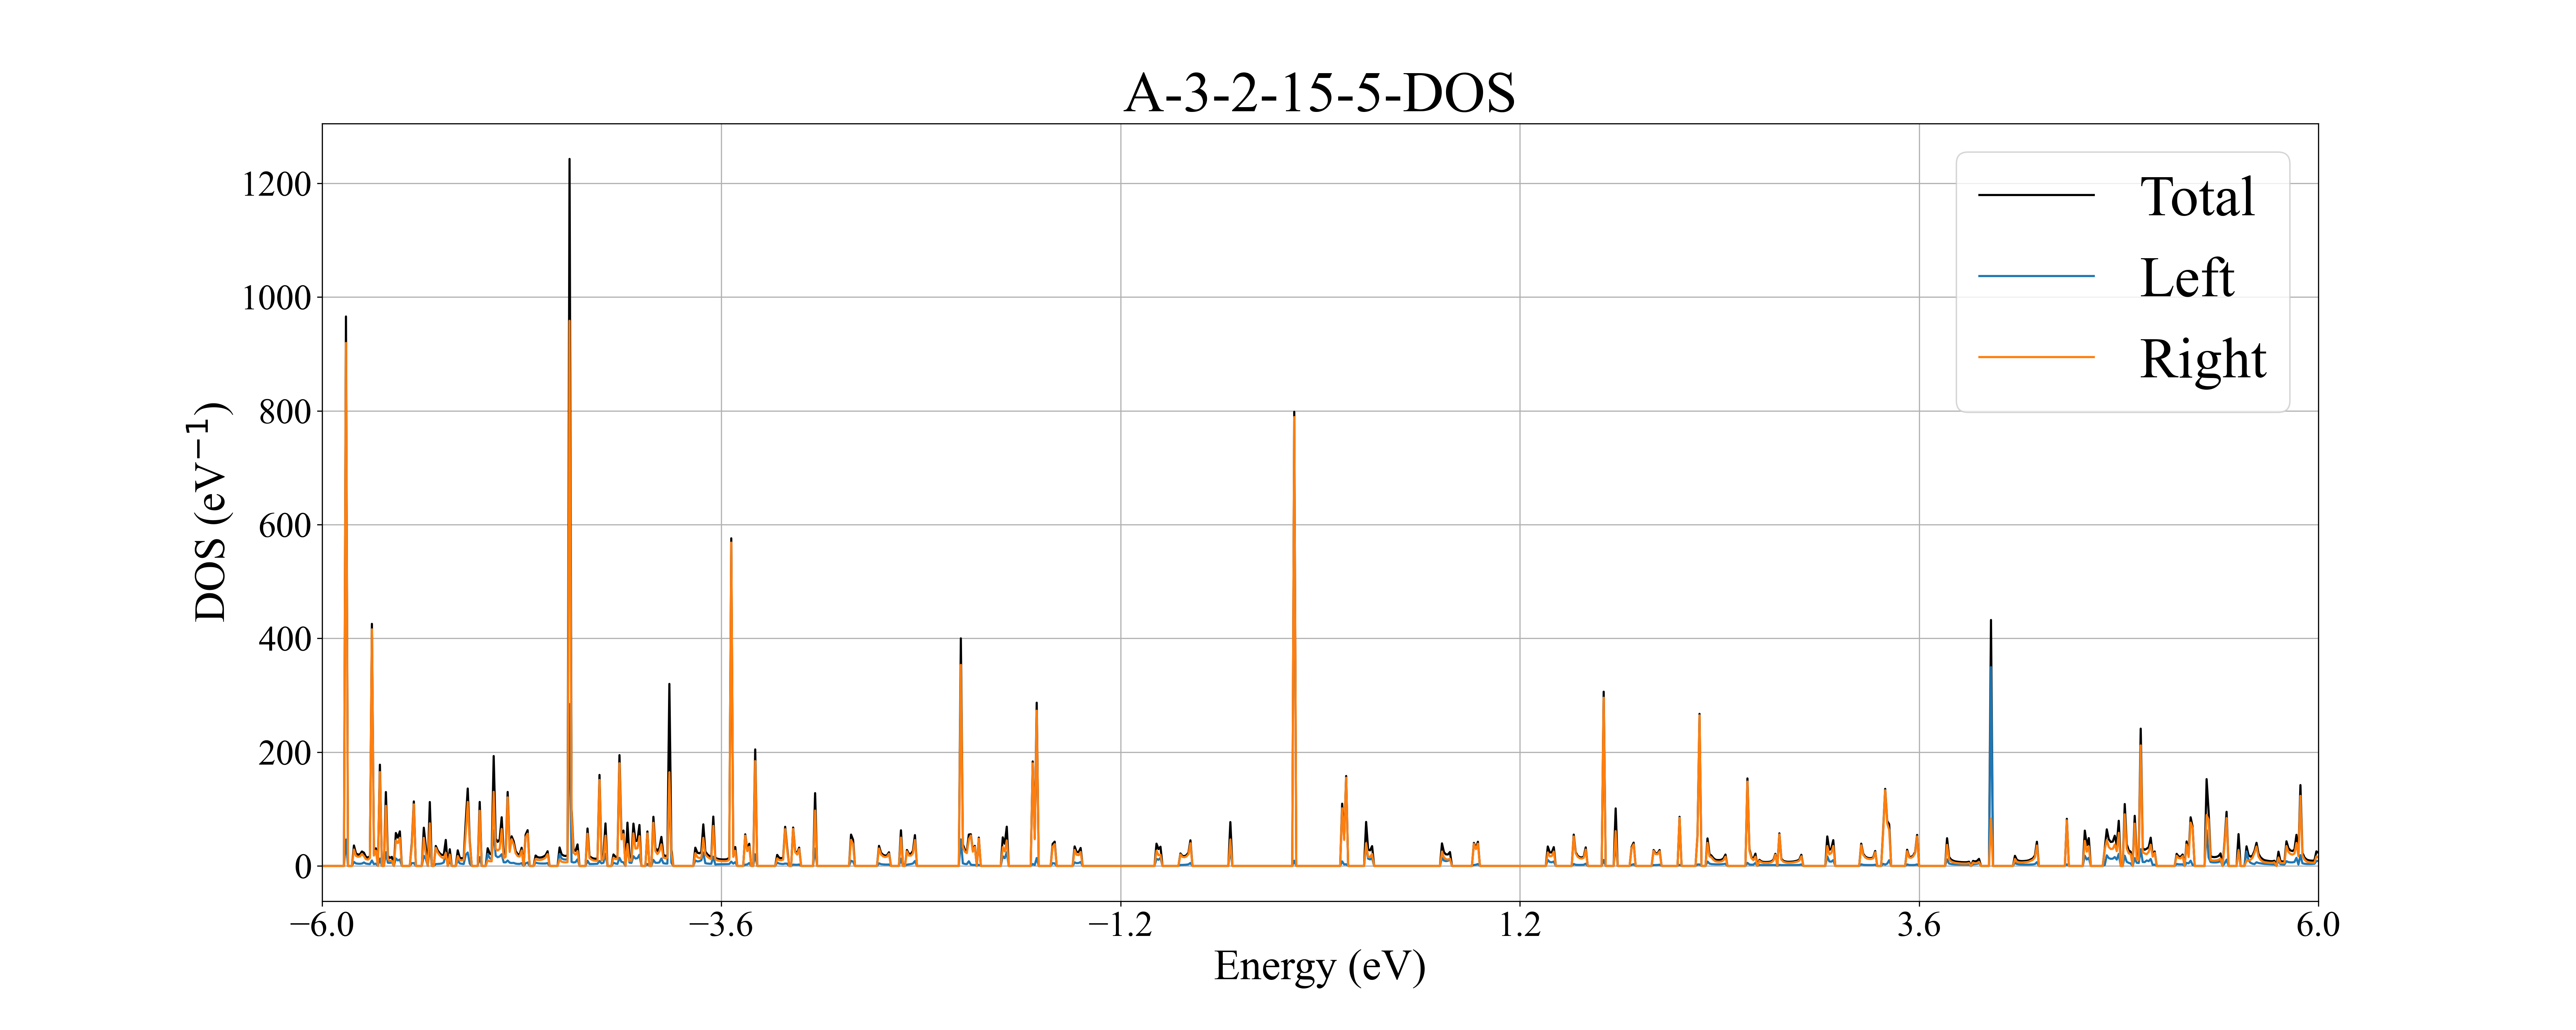 A-3-2-15-5-DOS
1200
1000
800
600
400
200
0
DOS (eV⁻¹)
Total
Left
Right
−6.0 −3.6 −1.2 1.2 3.6 6.0
Energy (eV)